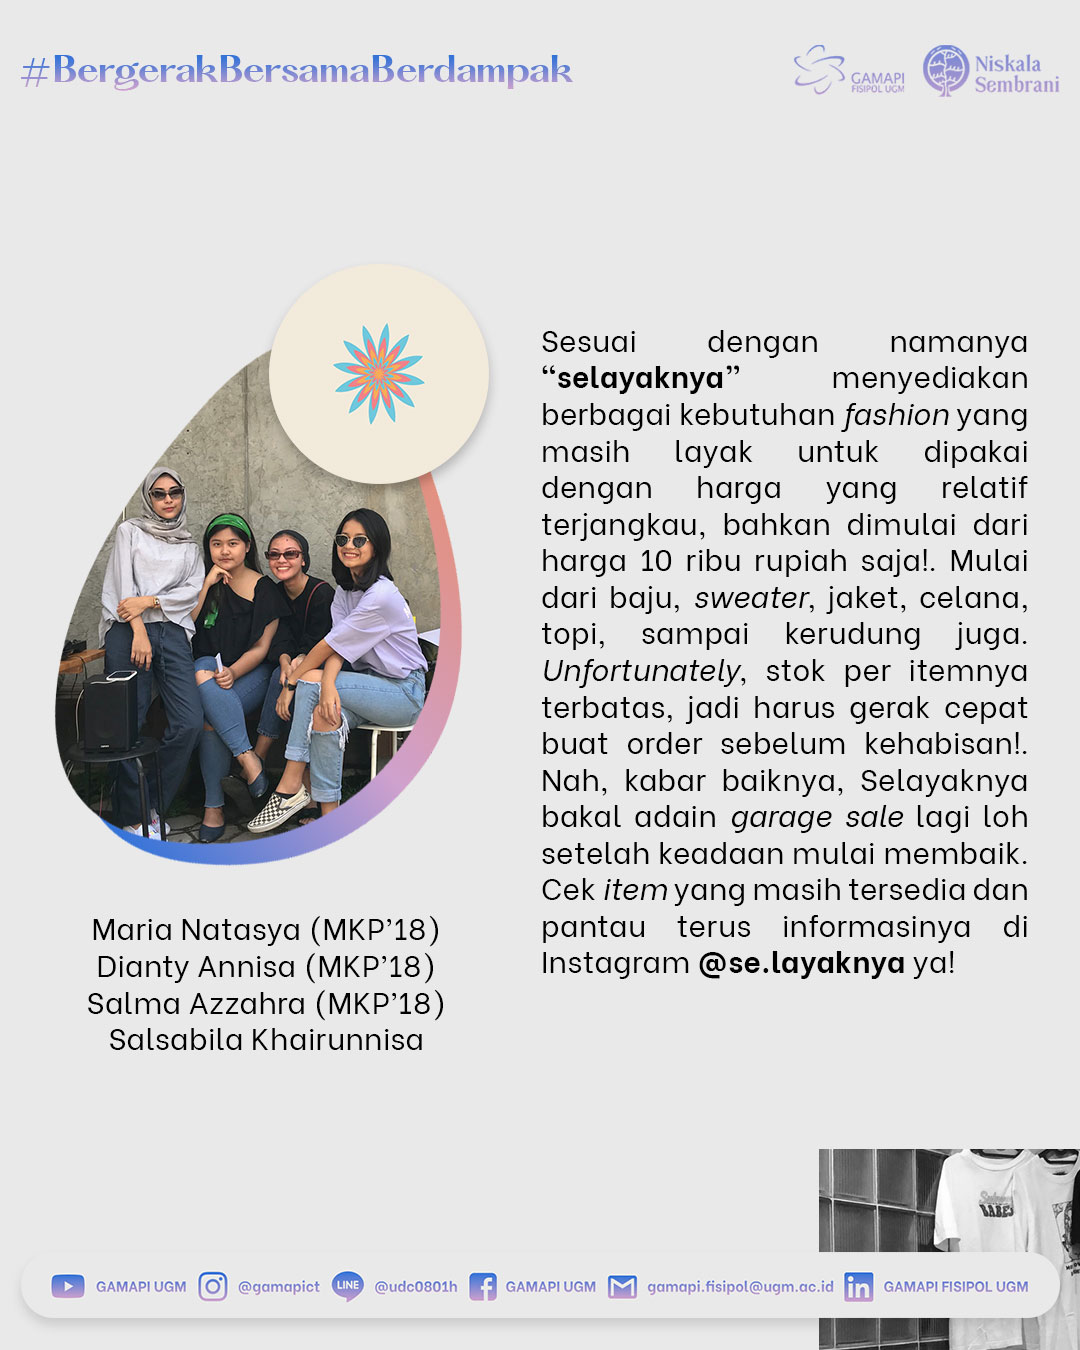 #BergerakBersamaBerdampak
GAMAPI
FISIPOL UGM
Niskala
Sembrani
Sesuai dengan namanya
“selayaknya” menyediakan
berbagai kebutuhan fashion yang
masih layak untuk dipakai
dengan harga yang relatif
terjangkau, bahkan dimulai dari
harga 10 ribu rupiah saja!. Mulai
dari baju, sweater, jaket, celana,
topi, sampai kerudung juga.
Unfortunately, stok per itemnya
terbatas, jadi harus gerak cepat
buat order sebelum kehabisan!.
Nah, kabar baiknya, Selayaknya
bakal adain garage sale lagi loh
setelah keadaan mulai membaik.
Cek item yang masih tersedia dan
pantau terus informasinya di
Instagram @se.layaknya ya!
Maria Natasya (MKP’18)
Dianty Annisa (MKP’18)
Salma Azzahra (MKP’18)
Salsabila Khairunnisa
BABES
GAMAPI UGM
@gamapict
LINE
@udc0801h
GAMAPI UGM
gamapi.fisipol@ugm.ac.id
GAMAPI FISIPOL UGM